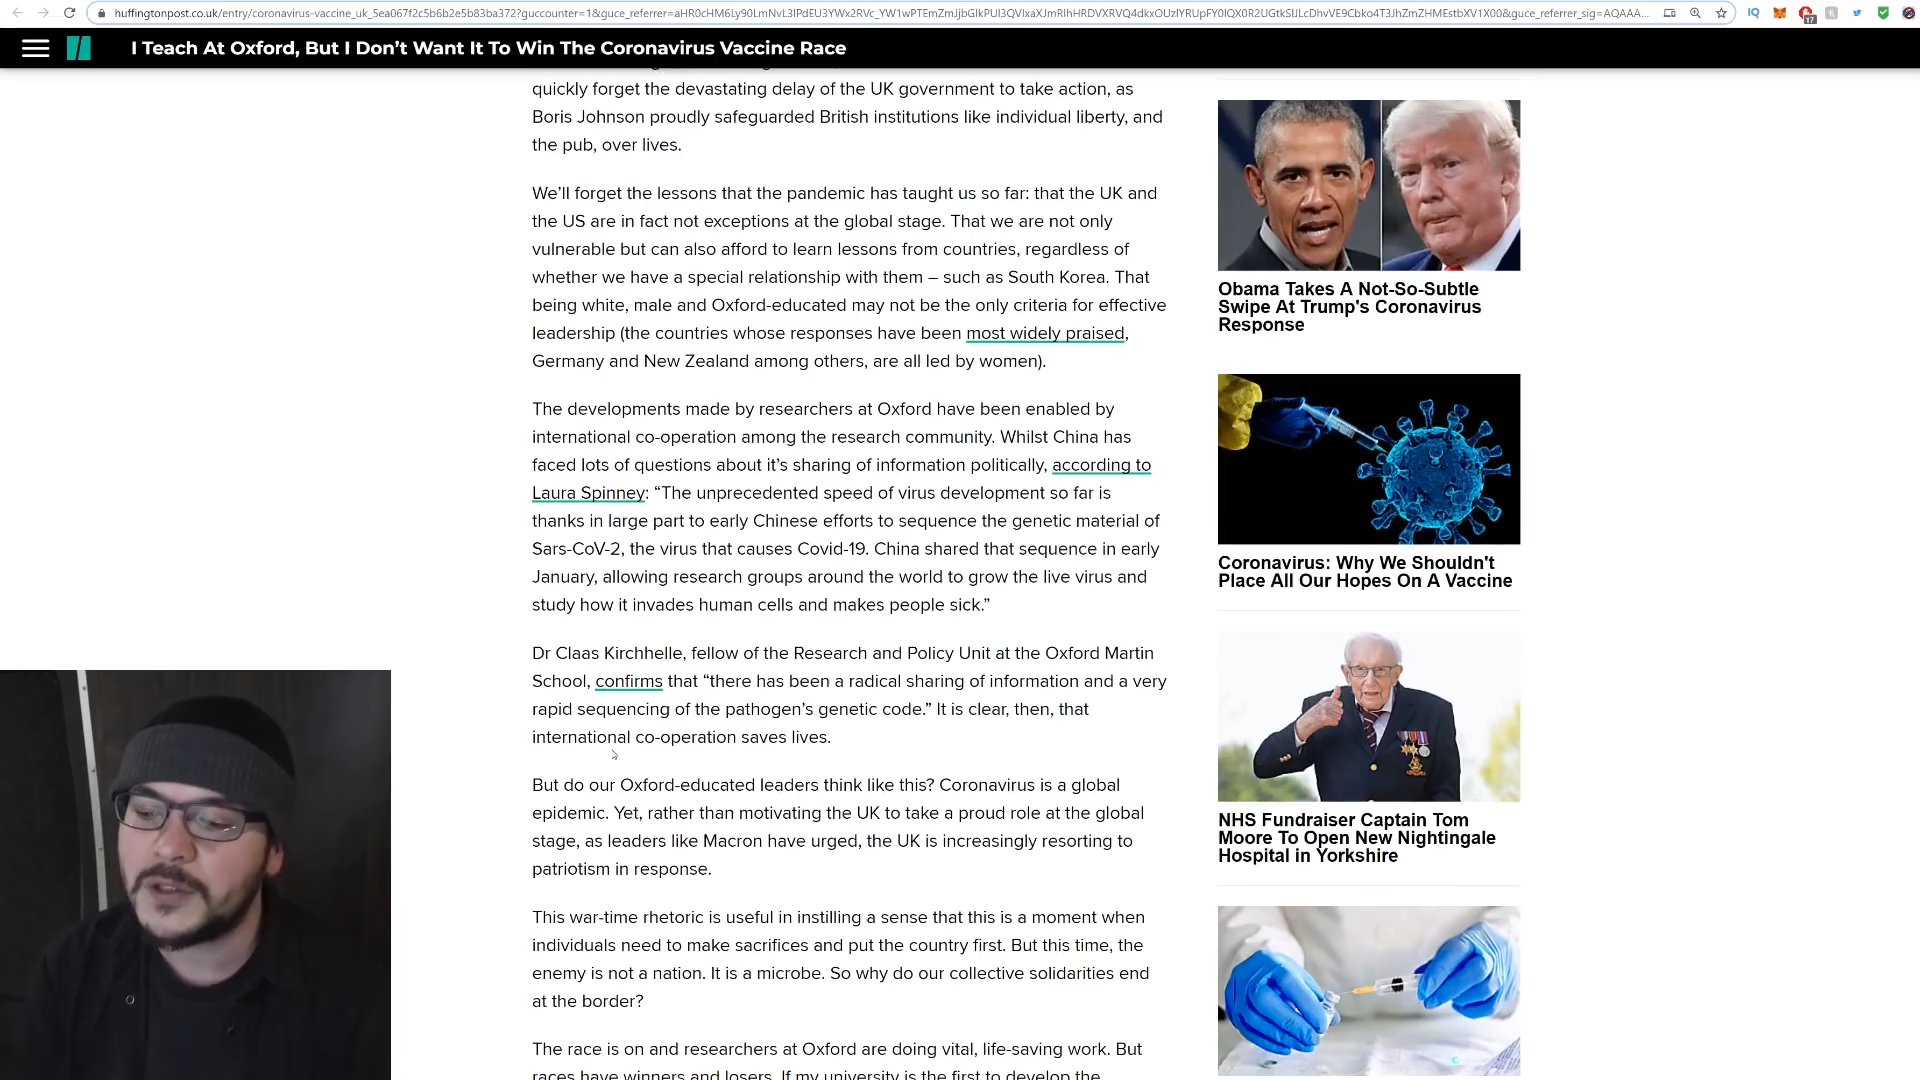 huffingtonpost.co.uk/entry/coronavirus-vaccine_uk_5ea067f2c5b6b2e5b83ba372?guccounter=1&guce_referrer=
17
I Teach At Oxford, But I Don’t Want It To Win The Coronavirus Vaccine Race
quickly forget the devastating delay of the UK government to take action, as
Boris Johnson proudly safeguarded British institutions like individual liberty, and
the pub, over lives.
We’ll forget the lessons that the pandemic has taught us so far: that the UK and
the US are in fact not exceptions at the global stage. That we are not only
vulnerable but can also afford to learn lessons from countries, regardless of
whether we have a special relationship with them – such as South Korea. That
being white, male and Oxford-educated may not be the only criteria for effective
leadership (the countries whose responses have been most widely praised,
Germany and New Zealand among others, are all led by women).
The developments made by researchers at Oxford have been enabled by
international co-operation among the research community. Whilst China has
faced lots of questions about it’s sharing of information politically, according to
Laura Spinney: “The unprecedented speed of virus development so far is
thanks in large part to early Chinese efforts to sequence the genetic material of
Sars-CoV-2, the virus that causes Covid-19. China shared that sequence in early
January, allowing research groups around the world to grow the live virus and
study how it invades human cells and makes people sick.”
Dr Claas Kirchhelle, fellow of the Research and Policy Unit at the Oxford Martin
School, confirms that “there has been a radical sharing of information and a very
rapid sequencing of the pathogen’s genetic code.” It is clear, then, that
international co-operation saves lives.
But do our Oxford-educated leaders think like this? Coronavirus is a global
epidemic. Yet, rather than motivating the UK to take a proud role at the global
stage, as leaders like Macron have urged, the UK is increasingly resorting to
patriotism in response.
This war-time rhetoric is useful in instilling a sense that this is a moment when
individuals need to make sacrifices and put the country first. But this time, the
enemy is not a nation. It is a microbe. So why do our collective solidarities end
at the border?
The race is on and researchers at Oxford are doing vital, life-saving work. But
races have winners and losers. If my university is the first to develop the
Obama Takes A Not-So-Subtle
Swipe At Trump's Coronavirus
Response
Coronavirus: Why We Shouldn't
Place All Our Hopes On A Vaccine
NHS Fundraiser Captain Tom
Moore To Open New Nightingale
Hospital in Yorkshire